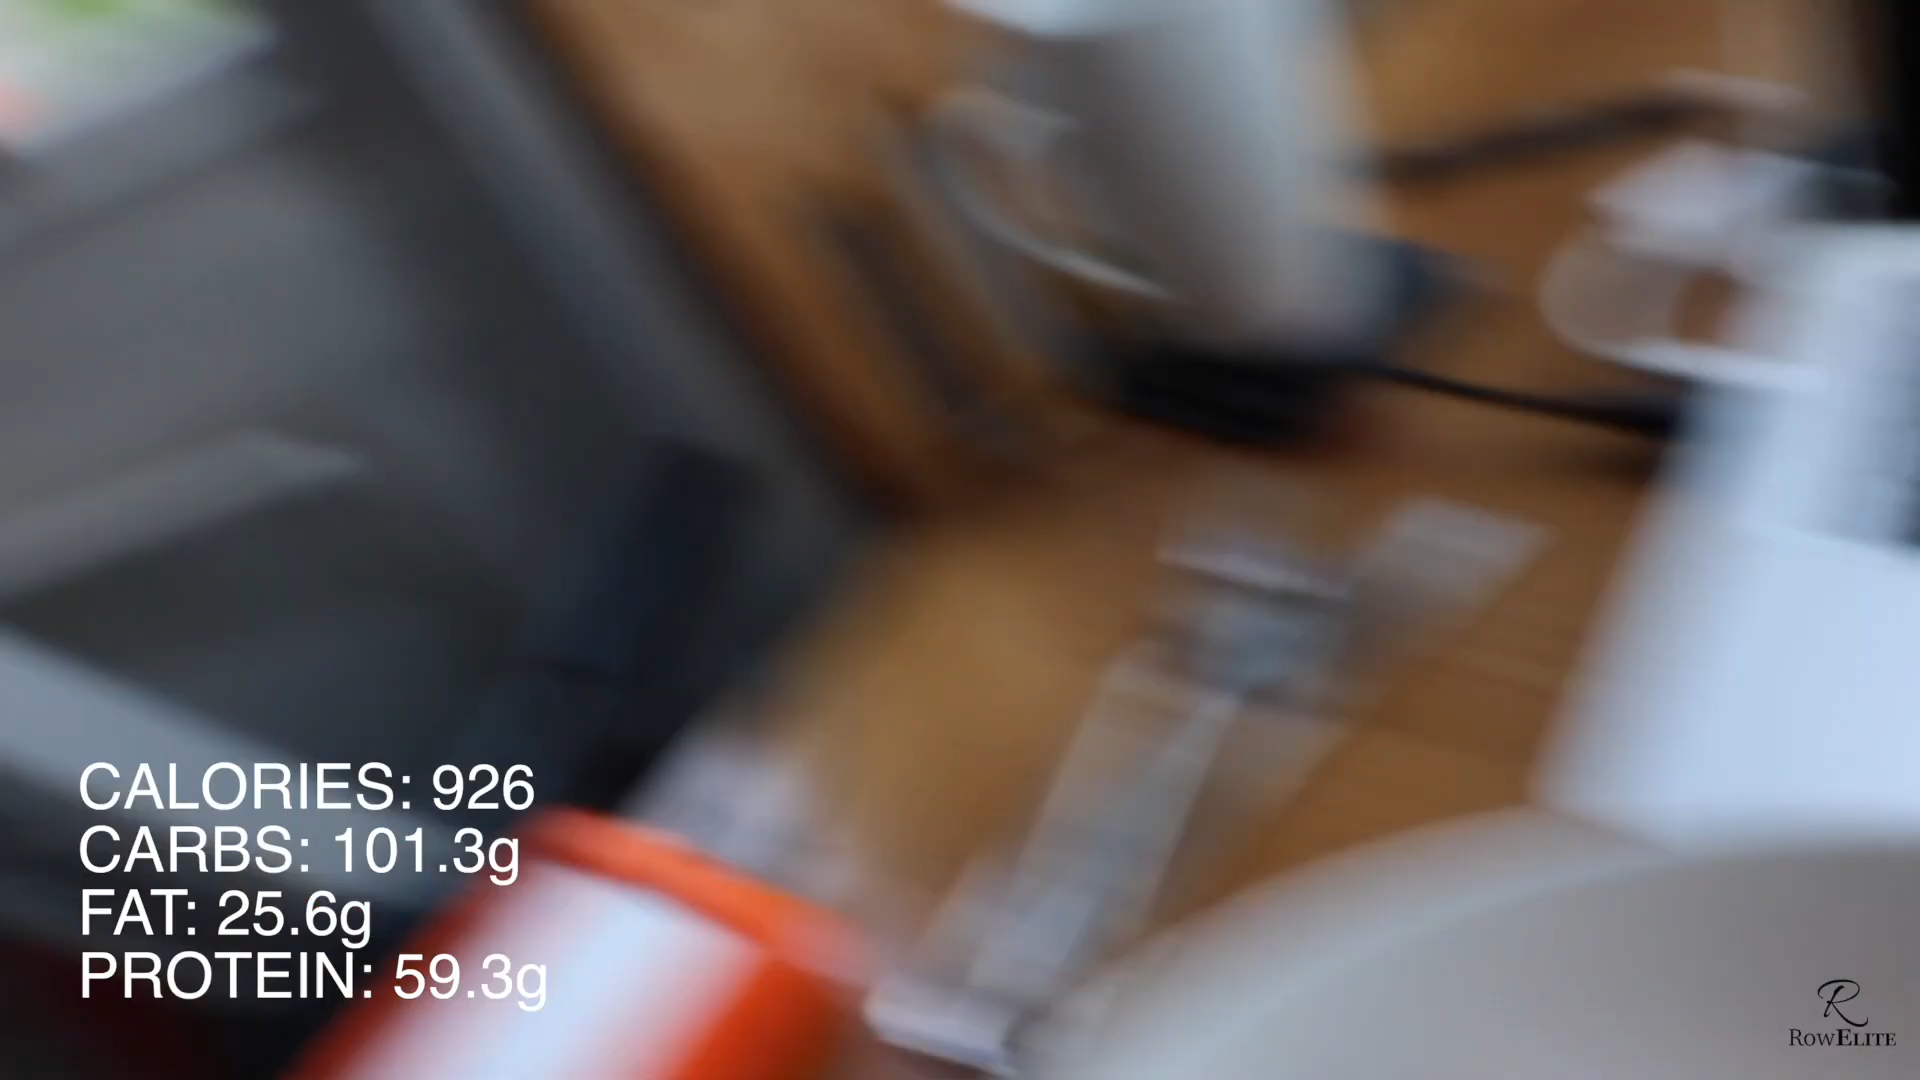 CALORIES: 926
CARBS: 101.3g
FAT: 25.6g
PROTEIN: 59.3g
R
ROWELITE